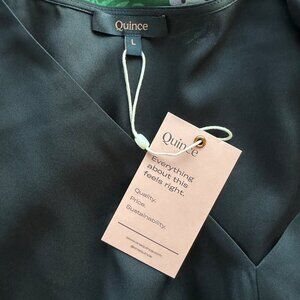 Quince
L
Quince
Everything
about this
feels right.
Quality.
Price.
Sustainability.